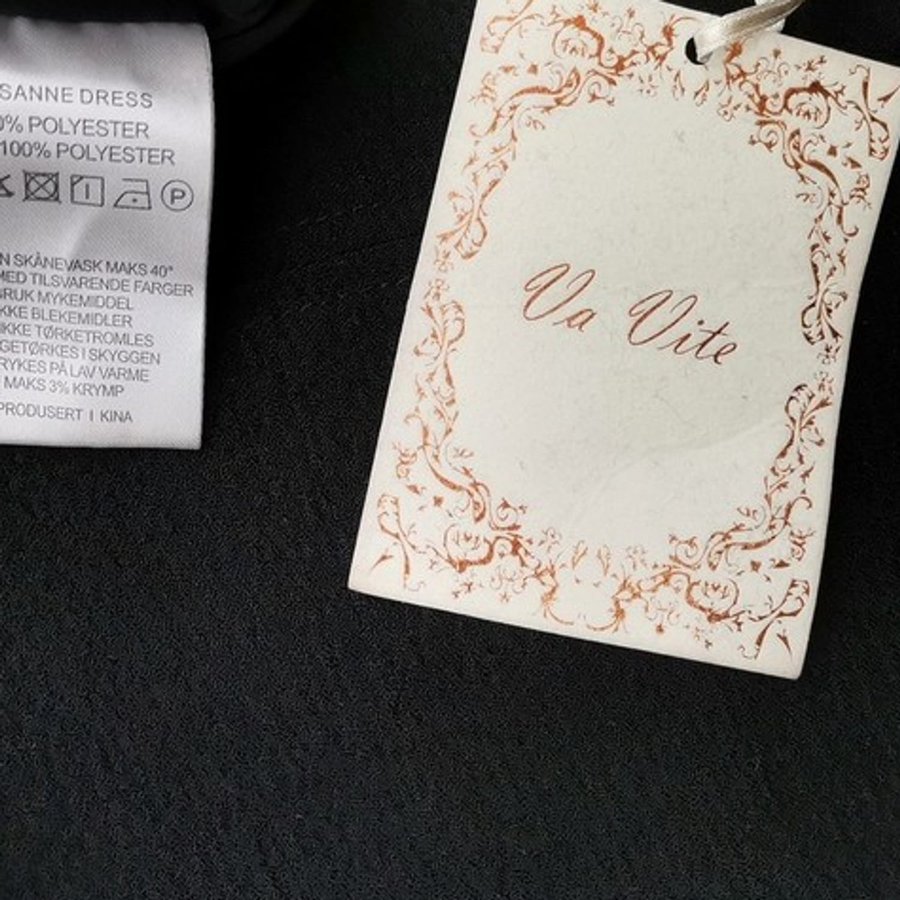 SANNE DRESS
0% POLYESTER
100% POLYESTER
P
N SKÅNEVASK MAKS 40°
MED TILSVARENDE FARGER
BRUK MYKEMIDDEL
KKE BLEKEMIDLER
IKKE TØRKETROMLES
GETØRKES I SKYGGEN
RYKES PÅ LAV VARME
MAKS 3% KRYMP
PRODUSERT I KINA
Va Vite